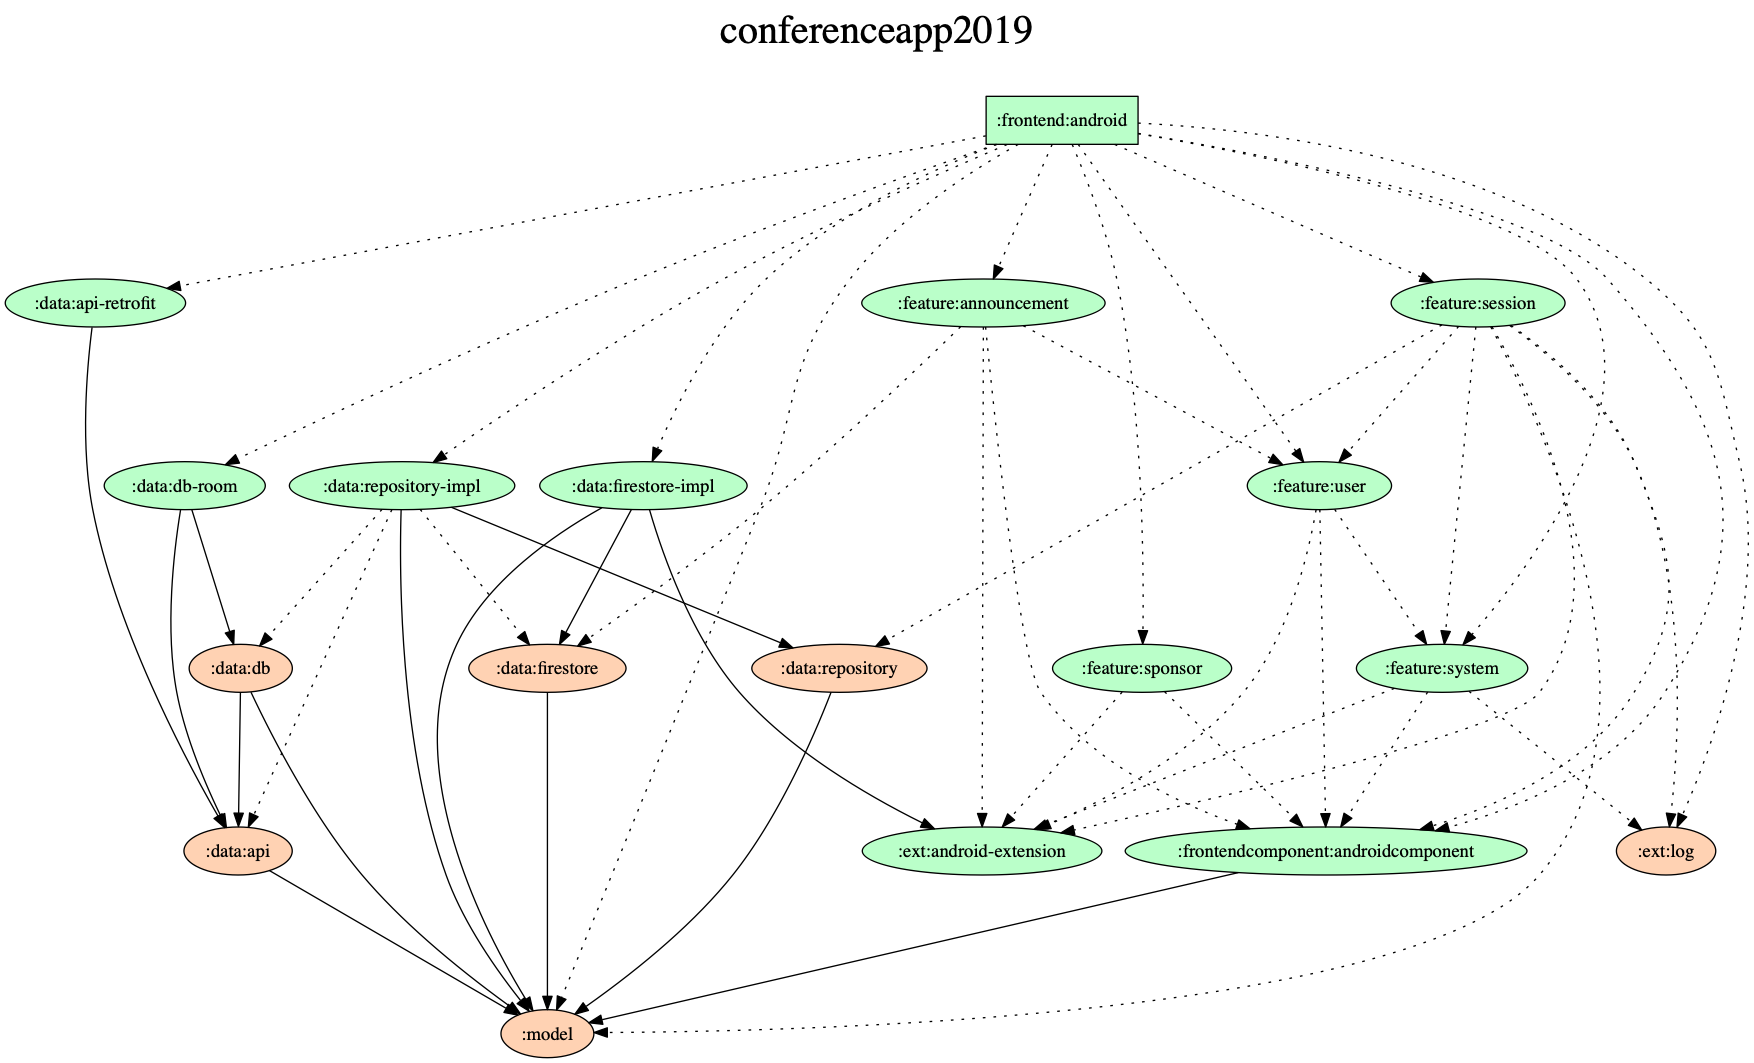 conferenceapp2019
:frontend:android
:data:api-retrofit
:feature:announcement
:feature:session
:data:db-room
:data:repository-impl
:data:firestore-impl
:feature:user
:data:db
:data:firestore
:data:repository
:feature:sponsor
:feature:system
:data:api
:ext:android-extension
:frontendcomponent:androidcomponent
:ext:log
:model